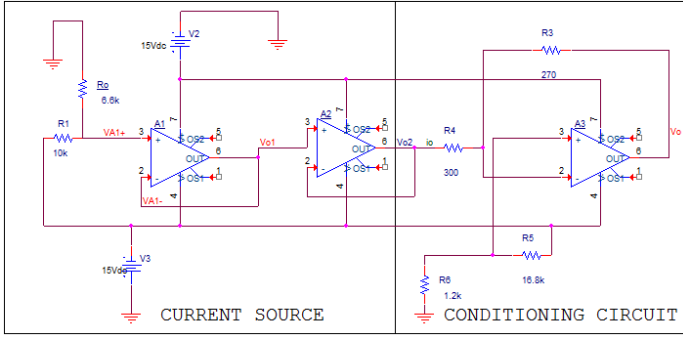 V2
15Vdc
R3
270
Ro
6.6k
R1
10k
VA1+
VA1-
A1
3
+
2
-
7
4
OS2
5
OUT
6
OS1
1
Vo1
A2
3
+
2
-
7
4
OS2
5
OUT
6
OS1
1
Vo2
io
R4
300
A3
3
+
2
-
7
4
OS2
5
OUT
6
OS1
1
Vo
V3
15Vdc
R5
16.8k
R6
1.2k
CURRENT SOURCE
CONDITIONING CIRCUIT